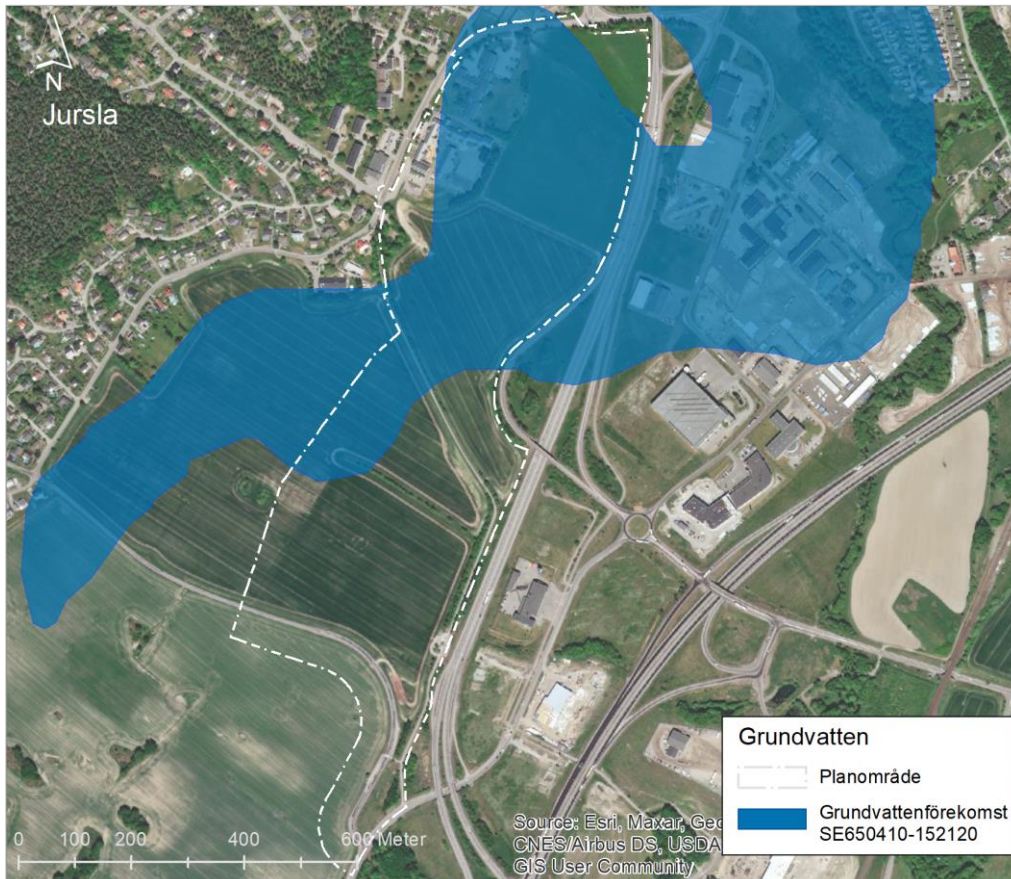 N
Jursla
Grundvatten
Planområde
Grundvattenförekomst
SE650410-152120
0 100 200 400 600 Meter
Source: Esri, Maxar, Geo
CNES/Airbus DS, USDA
GIS User Community